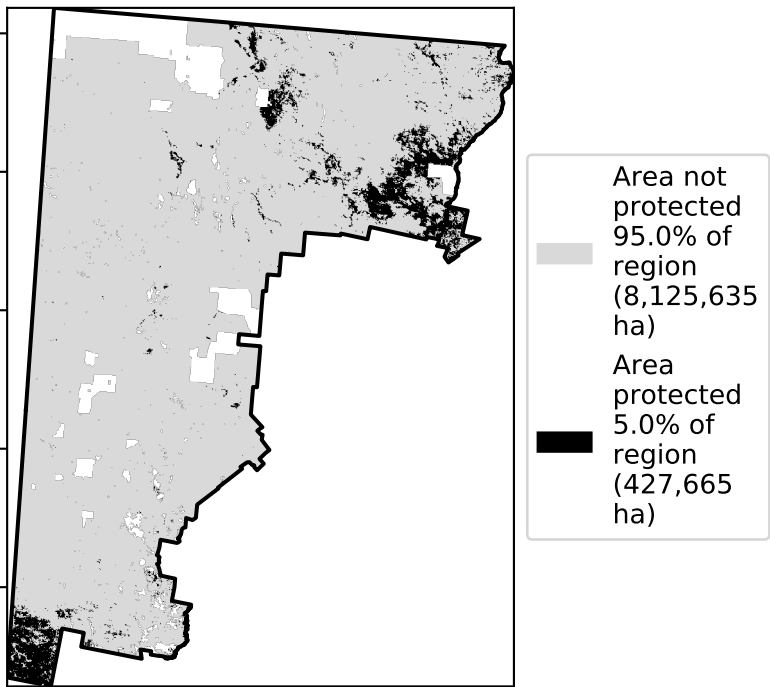 Area not
protected
95.0% of
region
(8,125,635
ha)
Area
protected
5.0% of
region
(427,665
ha)